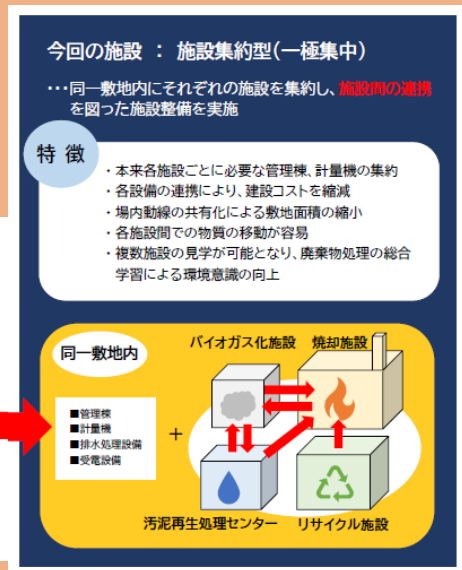 今回の施設 ： 施設集約型(一極集中)
･･･同一敷地内にそれぞれの施設を集約し、施設間の連携
を図った施設整備を実施
特 徴
・本来各施設ごとに必要な管理棟、計量機の集約
・各設備の連携により、建設コストを縮減
・場内動線の共有化による敷地面積の縮小
・各施設間での物質の移動が容易
・複数施設の見学が可能となり、廃棄物処理の総合
学習による環境意識の向上
同一敷地内
バイオガス化施設 焼却施設
■管理棟
■計量機
■排水処理設備
■受電設備
+
汚泥再生処理センター リサイクル施設